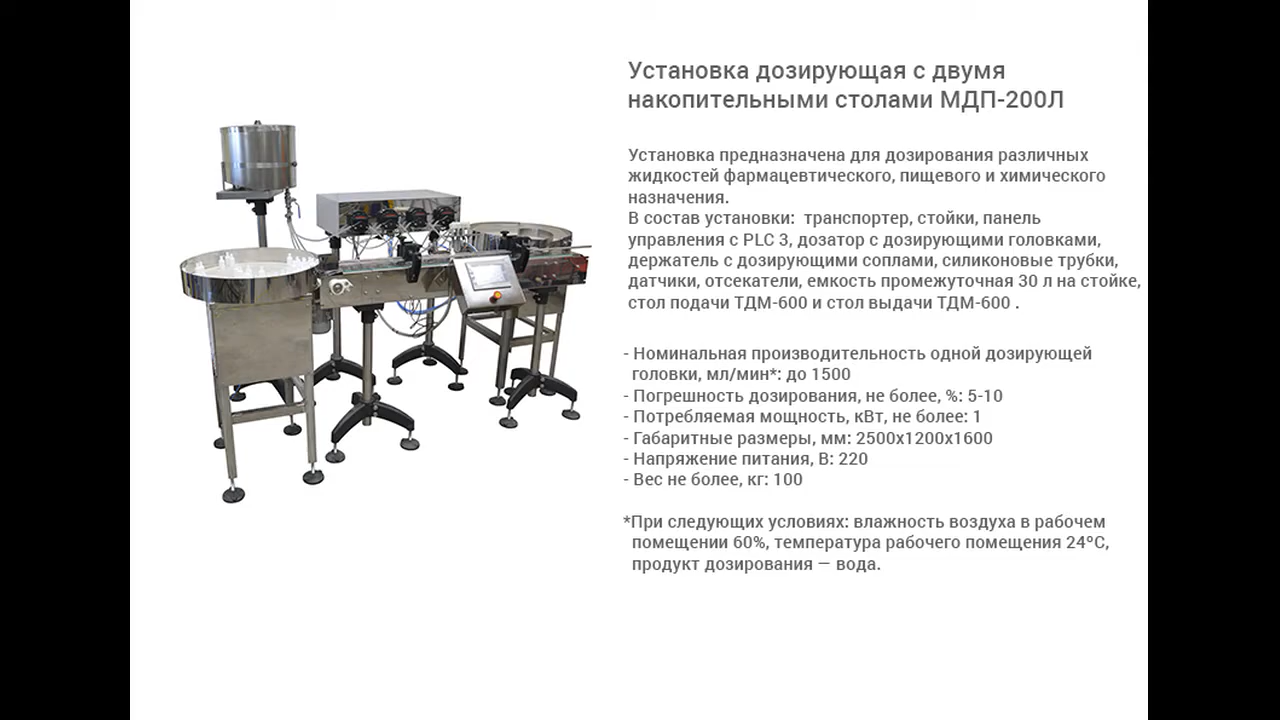 Установка дозирующая с двумя
накопительными столами МДП-200Л
Установка предназначена для дозирования различных
жидкостей фармацевтического, пищевого и химического
назначения.
В состав установки: транспортер, стойки, панель
управления с PLC 3, дозатор с дозирующими головками,
держатель с дозирующими соплами, силиконовые трубки,
датчики, отсекатели, емкость промежуточная 30 л на стойке,
стол подачи ТДМ-600 и стол выдачи ТДМ-600 .
- Номинальная производительность одной дозирующей
головки, мл/мин*: до 1500
- Погрешность дозирования, не более, %: 5-10
- Потребляемая мощность, кВт, не более: 1
- Габаритные размеры, мм: 2500х1200х1600
- Напряжение питания, В: 220
- Вес не более, кг: 100
*При следующих условиях: влажность воздуха в рабочем
помещении 60%, температура рабочего помещения 24ºС,
продукт дозирования — вода.